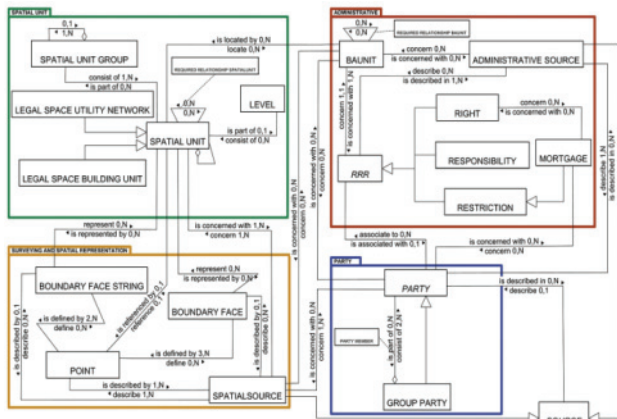 SPATIAL UNIT
0,1
1,N
SPATIAL UNIT GROUP
consist of 1,N
is part of 0,N
LEGAL SPACE UTILITY NETWORK
LEGAL SPACE BUILDING UNIT
is located by 0,N
locate 0,N
REQUIRED RELATIONSHIP SPATIALUNIT
0,N
0,N
LEVEL
SPATIAL UNIT
is part of 0,1
consist of 0,N
ADMINISTRATIVE
0,N
0,N
REQUIRED RELATIONSHIP BAUNIT
BAUNIT
concern 0,N
is concerned with 0,N
ADMINISTRATIVE SOURCE
describe 0,N
is described in 1,N
concern 1,1
is concerned with 1,N
RIGHT
concern 0,N
is concerned with 0,N
RESPONSIBILITY
MORTGAGE
RRR
RESTRICTION
is concerned with 0,N
concern 0,N
is concerned with 0,N
concern 0,N
describe 1,N
is described in 0,N
associate to 0,N
is associated with 0,1
is concerned with 0,N
concern 0,N
represent 0,N
is represented by 0,N
is concerned with 1,N
concern 1,N
SURVEYING AND SPATIAL REPRESENTATION
BOUNDARY FACE STRING
represent 0,N
is represented by 0,N
BOUNDARY FACE
is described by 0,1
describe 0,N
is defined by 2,N
define 0,N
is referenced by 0,1
reference 0,1
is described by 0,1
describe 0,N
is defined by 3,N
define 0,N
POINT
is described by 1,N
describe 1,N
SPATIALSOURCE
PARTY
PARTY
is described in 0,N
describe 0,1
is concerned with 0,N
concern 1,N
PARTY MEMBER
is part of 0,N
consist of 2,N
GROUP PARTY